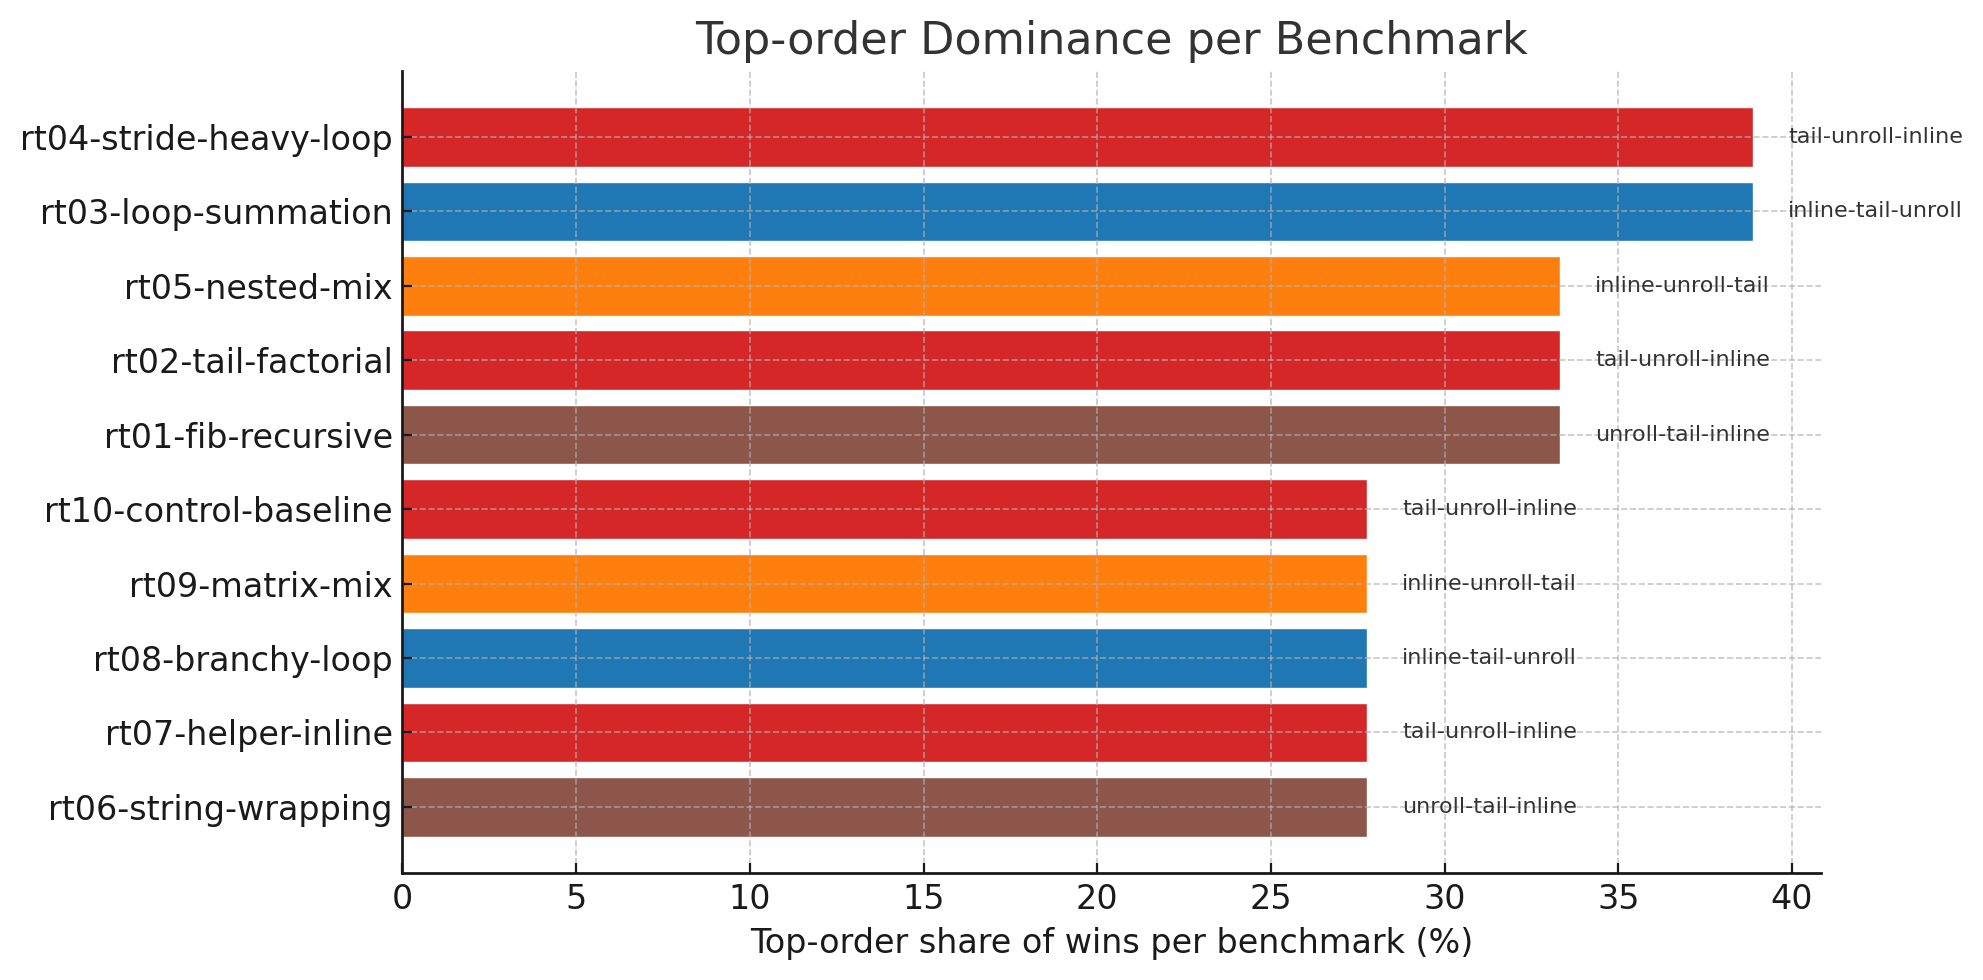 Top-order Dominance per Benchmark
rt04-stride-heavy-loop tail-unroll-inline
rt03-loop-summation inline-tail-unroll
rt05-nested-mix inline-unroll-tail
rt02-tail-factorial tail-unroll-inline
rt01-fib-recursive unroll-tail-inline
rt10-control-baseline tail-unroll-inline
rt09-matrix-mix inline-unroll-tail
rt08-branchy-loop inline-tail-unroll
rt07-helper-inline tail-unroll-inline
rt06-string-wrapping unroll-tail-inline
0 5 10 15 20 25 30 35 40
Top-order share of wins per benchmark (%)